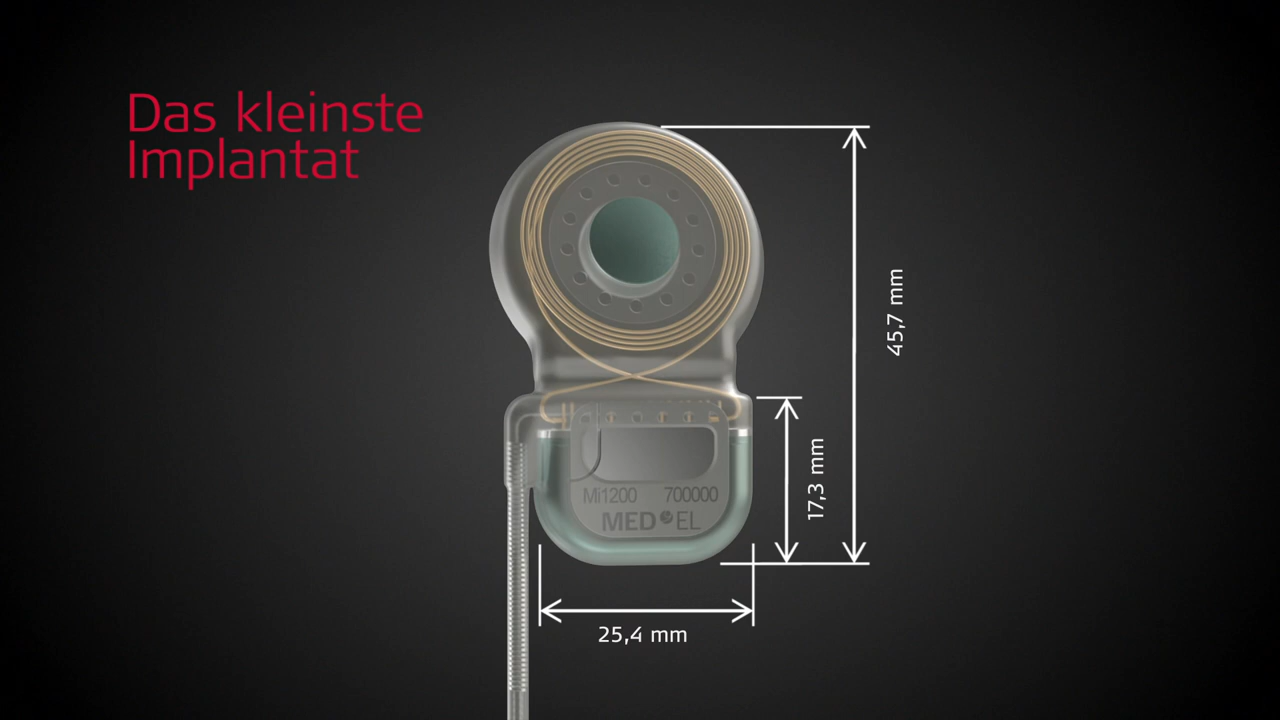 Das kleinste
Implantat
45,7 mm
17,3 mm
Mi1200 700000
MED EL
25,4 mm